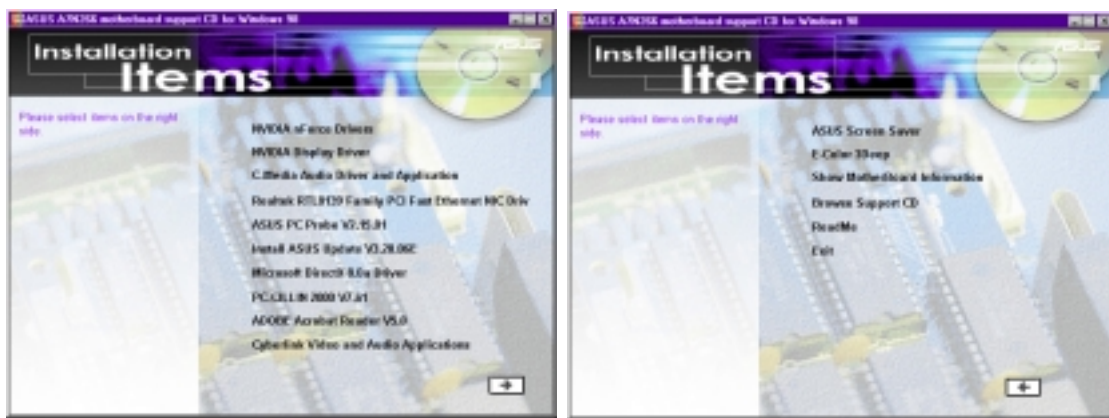 ASUS A7N266 motherboard support CD for Windows 98
Installation
Items
ASUS
Please select items on the right
side.
NVIDIA nForce Drivers
NVIDIA Display Driver
C-Media Audio Driver and Application
Realtek RTL8139 Family PCI Fast Ethernet NIC Driv
ASUS PC Probe V2.15.01
Install ASUS Update V3.20.06E
Microsoft DirectX 8.0a Driver
PC-CILLIN 2000 V7.61
ADOBE Acrobat Reader V5.0
Cyberlink Video and Audio Applications
ASUS A7N266 motherboard support CD for Windows 98
Installation
Items
ASUS
Please select items on the right
side.
ASUS Screen Saver
E-Color 3Deep
Show Motherboard Information
Browse Support CD
ReadMe
Exit